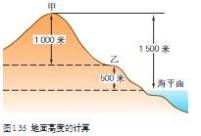 甲
1 000 米
1 500 米
乙
500 米
海平面
图1.35 地面高度的计算